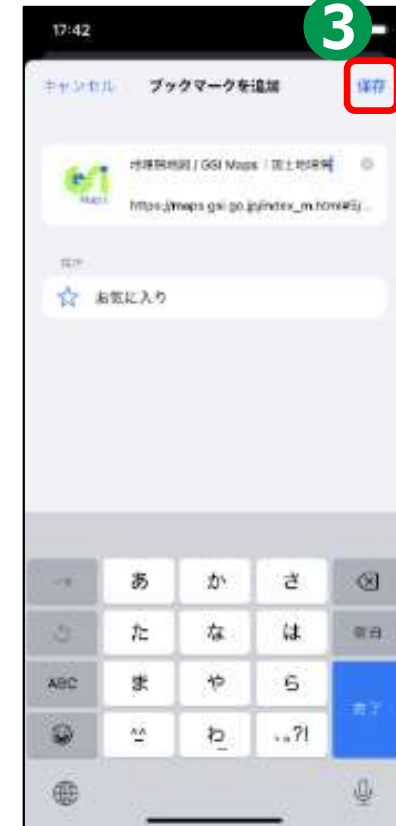 17:42
3
キャンセル ブックマークを追加 保存
地理院地図 / GSI Maps | 国土地理院
Maps
https://maps.gsi.go.jp/index_m.html#5/...
場所
お気に入り
あ か さ
た な は 空白
ABC ま や ら
^^ わ 、。?!
完了